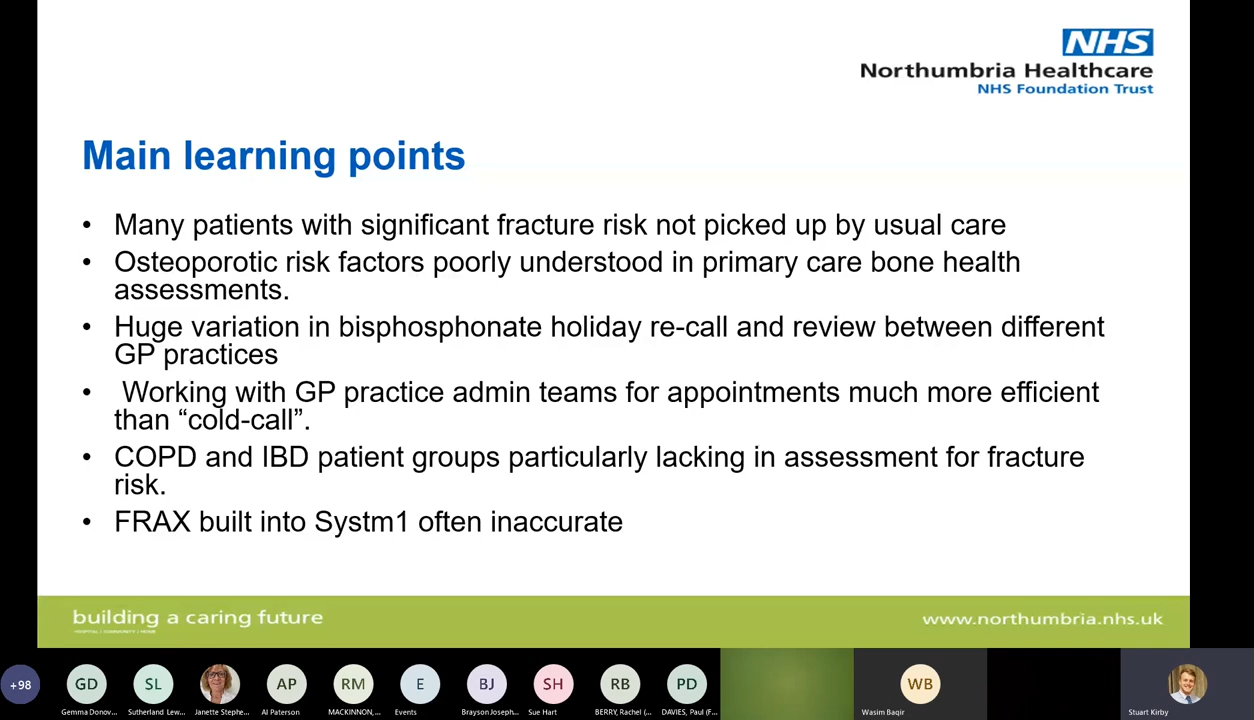 NHS
Northumbria Healthcare
NHS Foundation Trust
Main learning points
• Many patients with significant fracture risk not picked up by usual care
• Osteoporotic risk factors poorly understood in primary care bone health
assessments.
• Huge variation in bisphosphonate holiday re-call and review between different
GP practices
• Working with GP practice admin teams for appointments much more efficient
than “cold-call”.
• COPD and IBD patient groups particularly lacking in assessment for fracture
risk.
• FRAX built into Systm1 often inaccurate
building a caring future
www.northumbria.nhs.uk
+98 GD SL AP RM E BJ SH RB PD WB
Gemma Donov... Sutherland Lew... Janette Stephe... Al Paterson MACKINNON,... Events Brayson Joseph... Sue Hart BERRY, Rachel (... DAVIES, Paul (F... Wasim Baqir Stuart Kirby